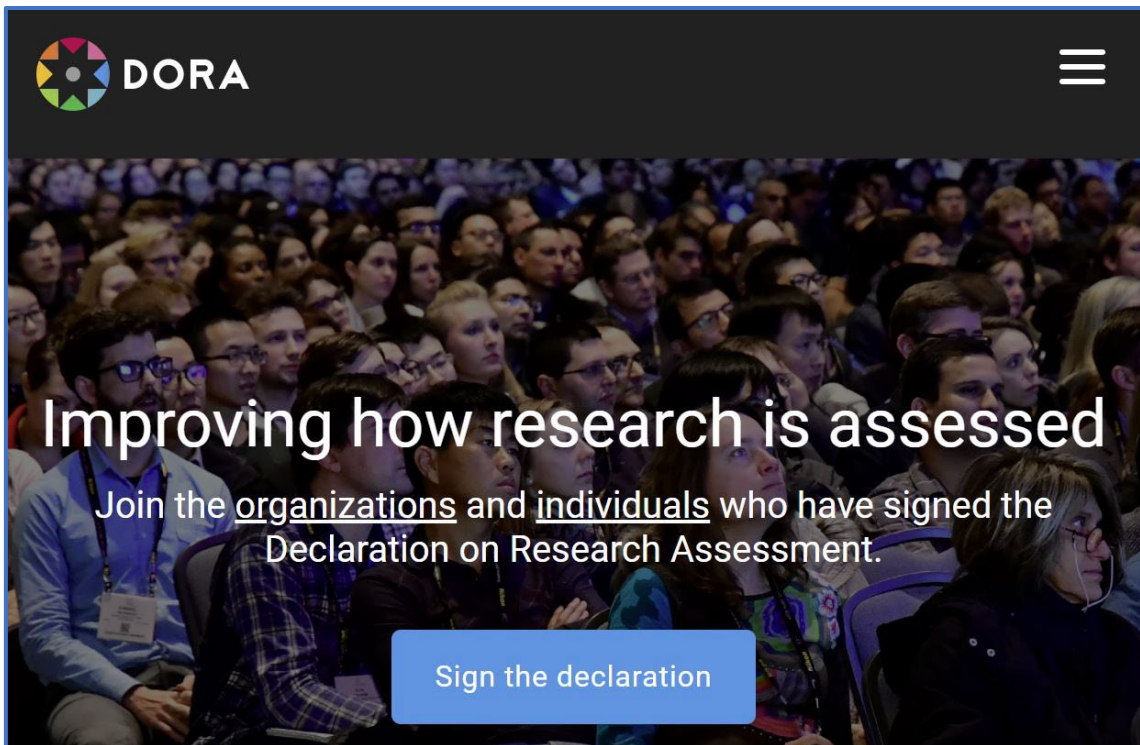 DORA
Improving how research is assessed
Join the organizations and individuals who have signed the
Declaration on Research Assessment.
Sign the declaration